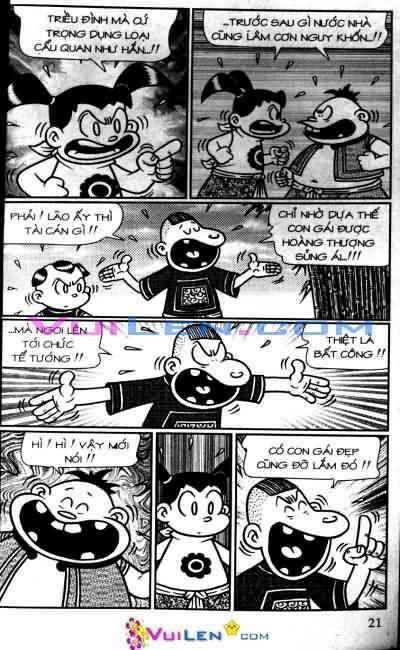 TRIỀU ĐÌNH MÀ CỨ
TRỌNG DỤNG LOẠI
CẨU QUAN NHƯ HẮN..!!
..TRƯỚC SAU GÌ NƯỚC NHÀ
CŨNG LÂM CƠN NGUY KHỐN..!!
PHẢI! LÃO ẤY THÌ
TÀI CÁN GÌ!!
CHỈ NHỜ DỰA THẾ
CON GÁI ĐƯỢC
HOÀNG THƯỢNG
SỦNG ÁI...!!!
VUILEN.COM
..MÀ NGOI LÊN
TỚI CHỨC
TỂ TƯỚNG!!
THIỆT LÀ
BẤT CÔNG!!
HÌ! HÌ! VẬY MỚI
NÓI!!
CÓ CON GÁI ĐẸP
CŨNG ĐỠ LẮM ĐÓ!!
21
VUILEN.COM